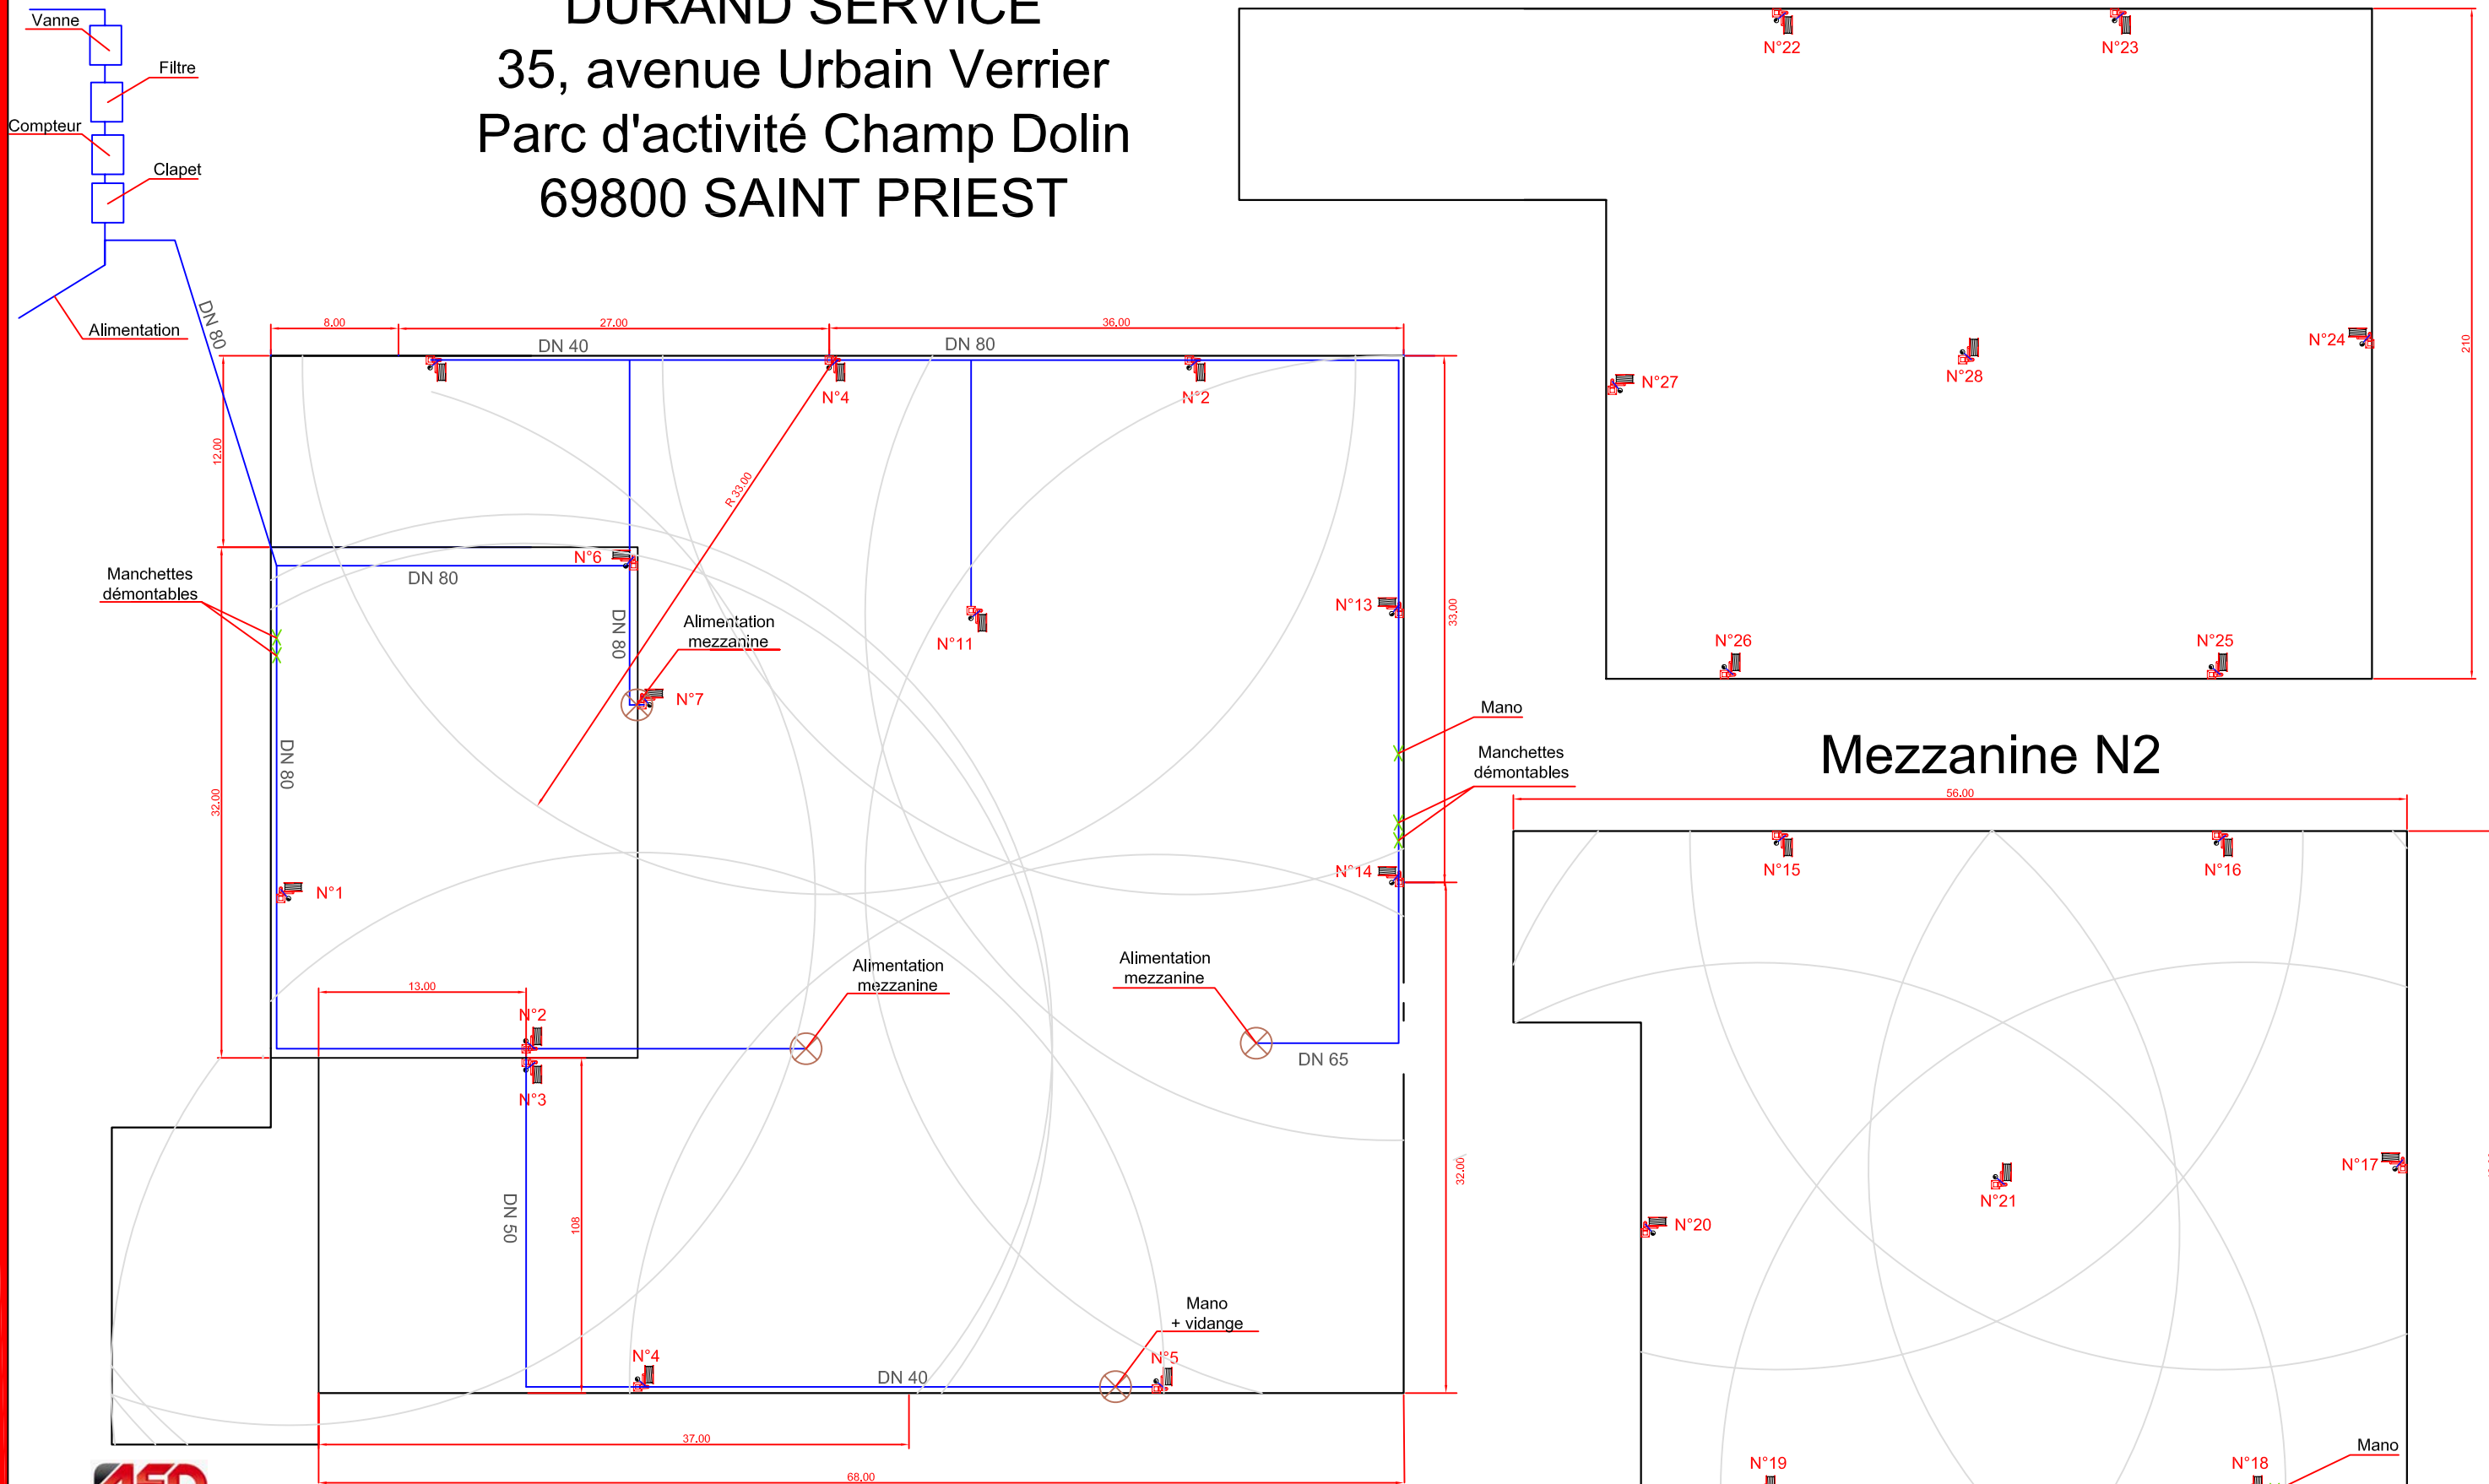 DURAND SERVICE
35, avenue Urbain Verrier
Parc d'activité Champ Dolin
69800 SAINT PRIEST
Vanne
Filtre
Compteur
Clapet
Alimentation
DN 80
8.00
27.00
36.00
DN 40
DN 80
N°4
N°2
12.00
R 33.00
N°6
DN 80
Manchettes
démontables
DN 80
Alimentation
mezzanine
N°7
N°11
N°13
33.00
DN 80
32.00
N°1
Mano
Manchettes
démontables
N°14
13.00
N°2
N°3
Alimentation
mezzanine
Alimentation
mezzanine
DN 65
DN 50
108
32.00
N°4
DN 40
Mano
+ vidange
N°5
37.00
68.00
N°22
N°23
N°24
N°27
N°28
210
N°26
N°25
Mezzanine N2
56.00
N°15
N°16
N°17
N°21
N°20
N°19
N°18
Mano